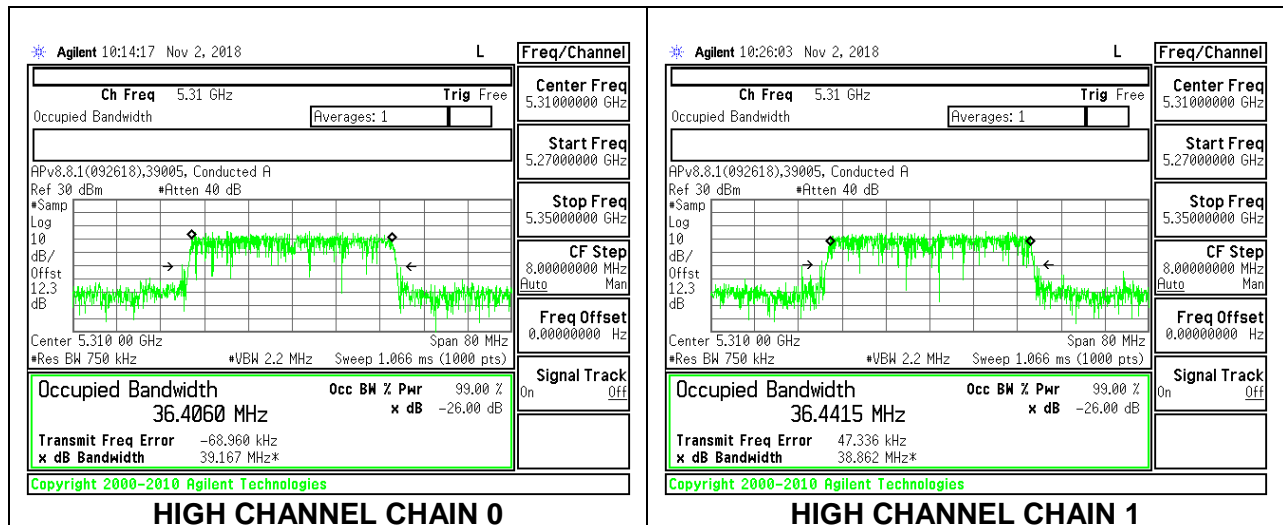 Agilent 10:14:17 Nov 2, 2018 L Freq/Channel
Ch Freq 5.31 GHz Trig Free
Occupied Bandwidth Averages: 1
APv8.8.1(092618),39005, Conducted A
Ref 30 dBm #Atten 40 dB
#Samp
Log
10
dB/
Offst
12.3
dB
Center 5.310 00 GHz Span 80 MHz
#Res BW 750 kHz #VBW 2.2 MHz Sweep 1.066 ms (1000 pts)
Occupied Bandwidth Occ BW % Pwr 99.00 %
36.4060 MHz x dB -26.00 dB
Transmit Freq Error -68.960 kHz
x dB Bandwidth 39.167 MHz*
Copyright 2000-2010 Agilent Technologies
Center Freq
5.31000000 GHz
Start Freq
5.27000000 GHz
Stop Freq
5.35000000 GHz
CF Step
8.00000000 MHz
Auto Man
Freq Offset
0.00000000 Hz
Signal Track
On Off
HIGH CHANNEL CHAIN 0
Agilent 10:26:03 Nov 2, 2018 L Freq/Channel
Ch Freq 5.31 GHz Trig Free
Occupied Bandwidth Averages: 1
APv8.8.1(092618),39005, Conducted A
Ref 30 dBm #Atten 40 dB
#Samp
Log
10
dB/
Offst
12.3
dB
Center 5.310 00 GHz Span 80 MHz
#Res BW 750 kHz #VBW 2.2 MHz Sweep 1.066 ms (1000 pts)
Occupied Bandwidth Occ BW % Pwr 99.00 %
36.4415 MHz x dB -26.00 dB
Transmit Freq Error 47.336 kHz
x dB Bandwidth 38.862 MHz*
Copyright 2000-2010 Agilent Technologies
Center Freq
5.31000000 GHz
Start Freq
5.27000000 GHz
Stop Freq
5.35000000 GHz
CF Step
8.00000000 MHz
Auto Man
Freq Offset
0.00000000 Hz
Signal Track
On Off
HIGH CHANNEL CHAIN 1